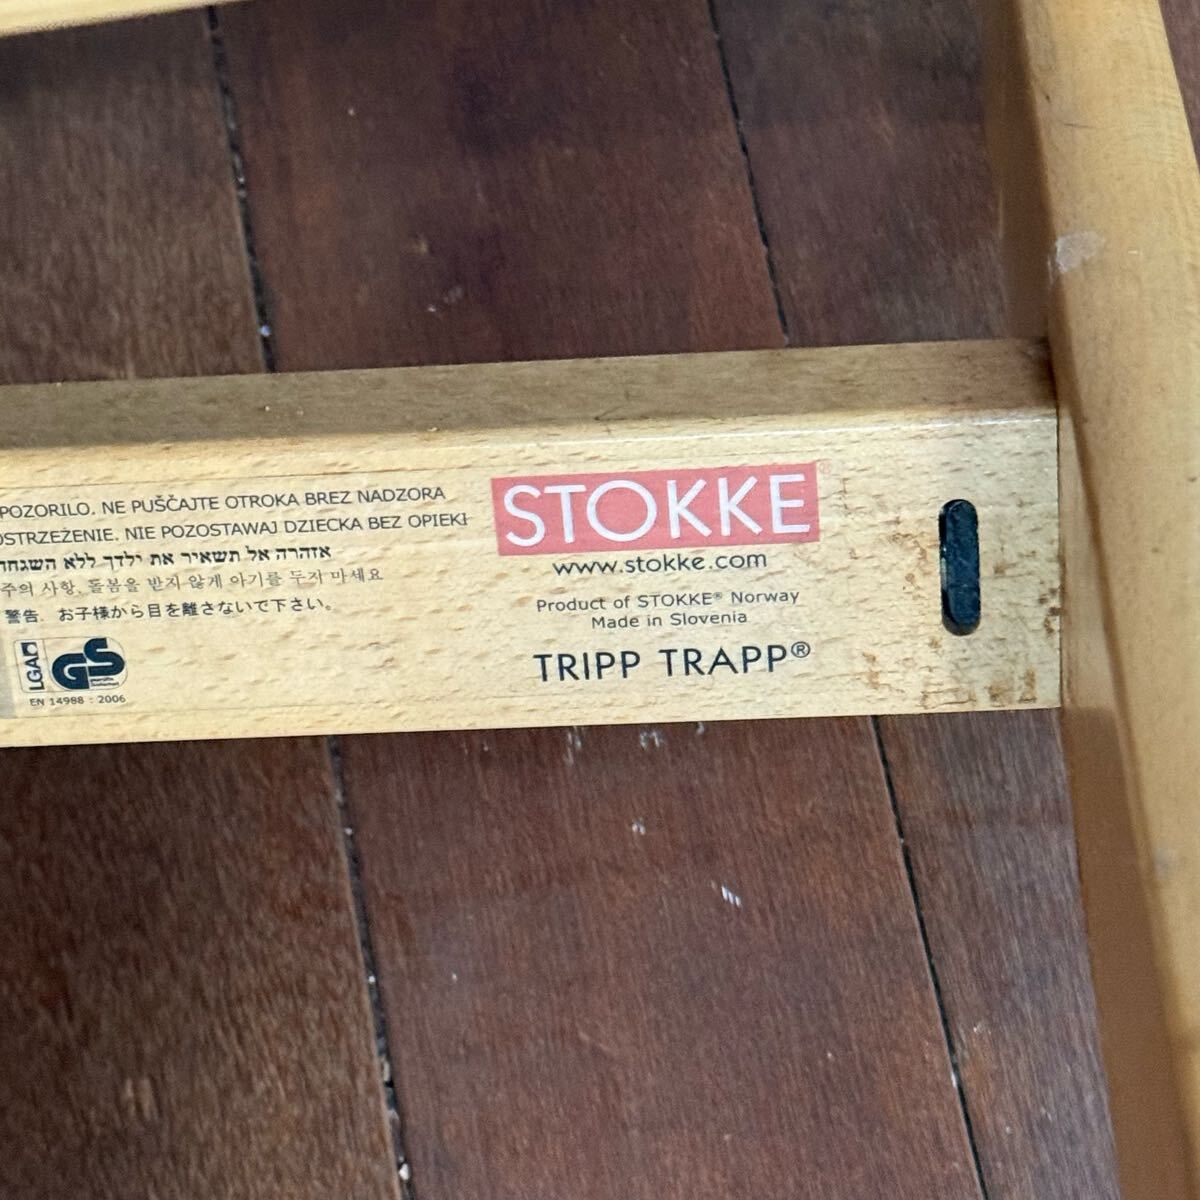 POZORILO. NE PUŠČAJTE OTROKA BREZ NADZORA
OSTRZEŻENIE. NIE POZOSTAWAJ DZIECKA BEZ OPIEKI
אזהרה אל תשאיר את ילדך ללא השגחה
주의 사항, 돌봄을 받지 않게 아기를 두지 마세요
警告. お子様から目を離さないで下さい。
LGA
GS
geprüfte
Sicherheit
EN 14988 : 2006
STOKKE®
www.stokke.com
Product of STOKKE® Norway
Made in Slovenia
TRIPP TRAPP®